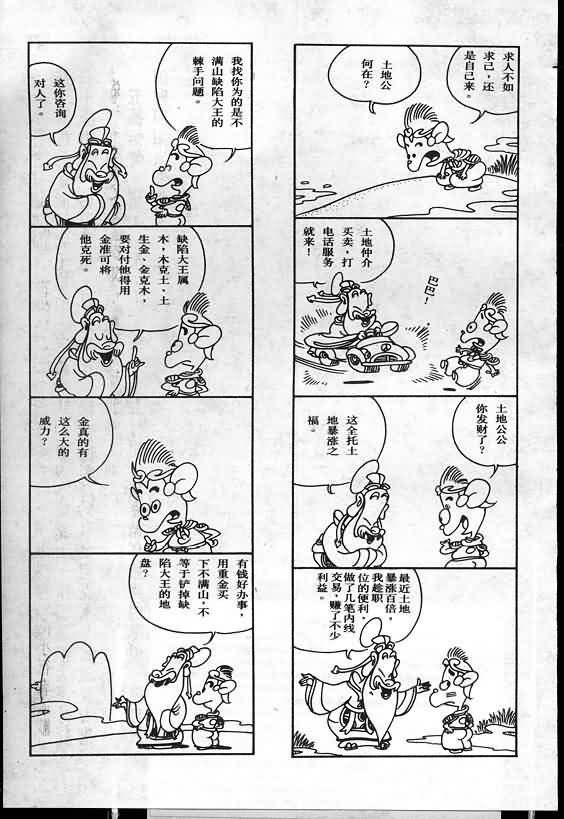 求人不如
求己，还
是自己来。
土地公
何在？
土地仲介
买卖，打
电话服务
就来！
叭叭！
土地公公
你发财了？
这全托土
地暴涨之
福。
最近土地
暴涨百倍，
我趁职
位的便利，
做了几笔内线
交易，赚了不少
利益。
我找你为的是不
满山缺陷大王的
棘手问题。
这你咨询
对人了。
缺陷大王属
木，木克土，土
生金、金克木，
要对付他得用
金准可将
他克死。
金真的有
这么大的
威力？
有钱好办事，
用重金买
下不满山，不
等于铲掉缺
陷大王的地
盘？